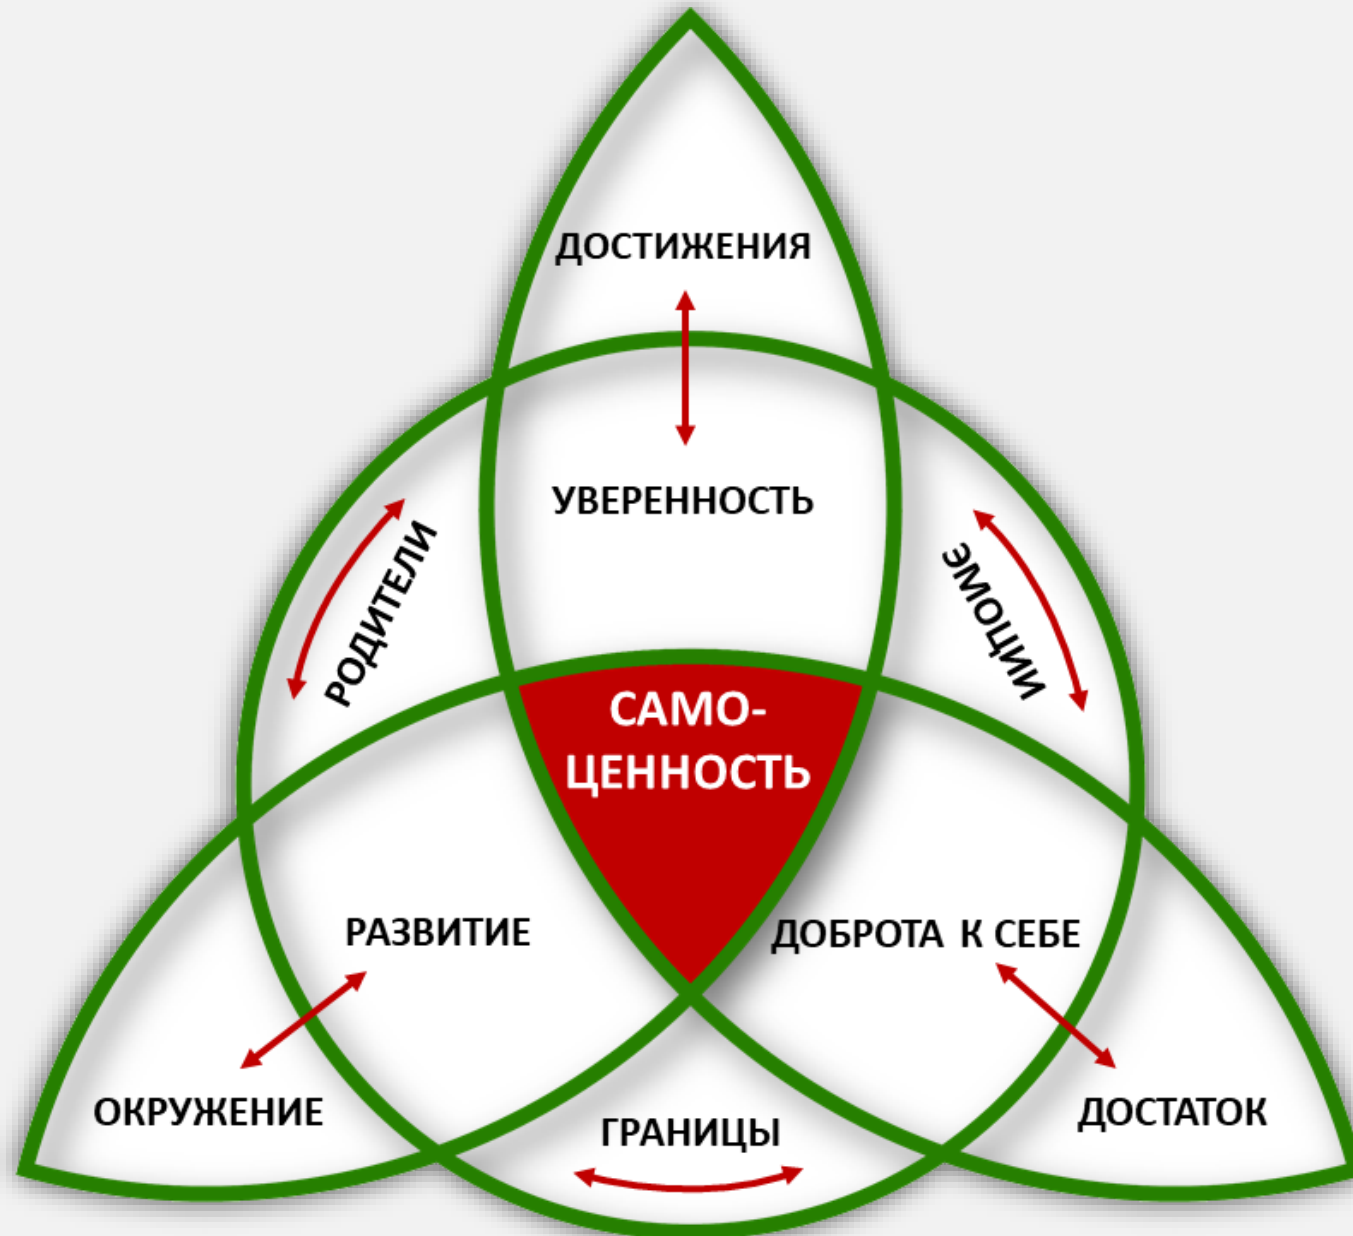 ДОСТИЖЕНИЯ
УВЕРЕННОСТЬ
РОДИТЕЛИ
ЭМОЦИИ
САМО-
ЦЕННОСТЬ
РАЗВИТИЕ
ДОБРОТА К СЕБЕ
ОКРУЖЕНИЕ
ГРАНИЦЫ
ДОСТАТОК